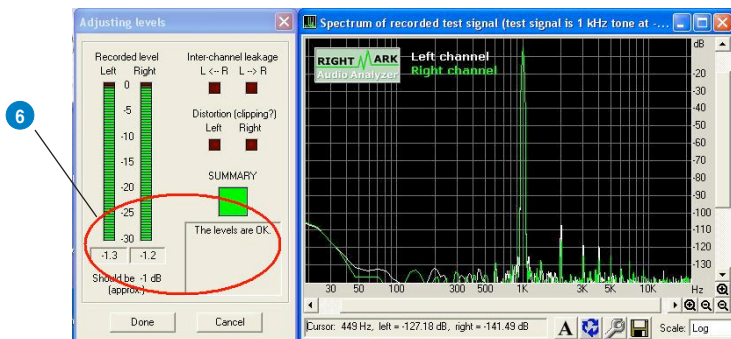 Adjusting levels
Recorded level
Left Right
0
-5
-10
-15
-20
-25
-30
-1.3 -1.2
Should be -1 dB
(approx.)
Inter-channel leakage
L <-- R L --> R
Distortion (clipping?)
Left Right
SUMMARY
The levels are OK.
Done Cancel
6
Spectrum of recorded test signal (test signal is 1 kHz tone at -...
RIGHT MARK
Audio Analyzer
Left channel
Right channel
dB
-20
-30
-40
-50
-60
-70
-80
-90
-100
-110
-120
-130
30 50 100 300 500 1K 3K 5K 10K Hz
Cursor: 449 Hz, left = -127.18 dB, right = -141.49 dB
A
Scale: Log